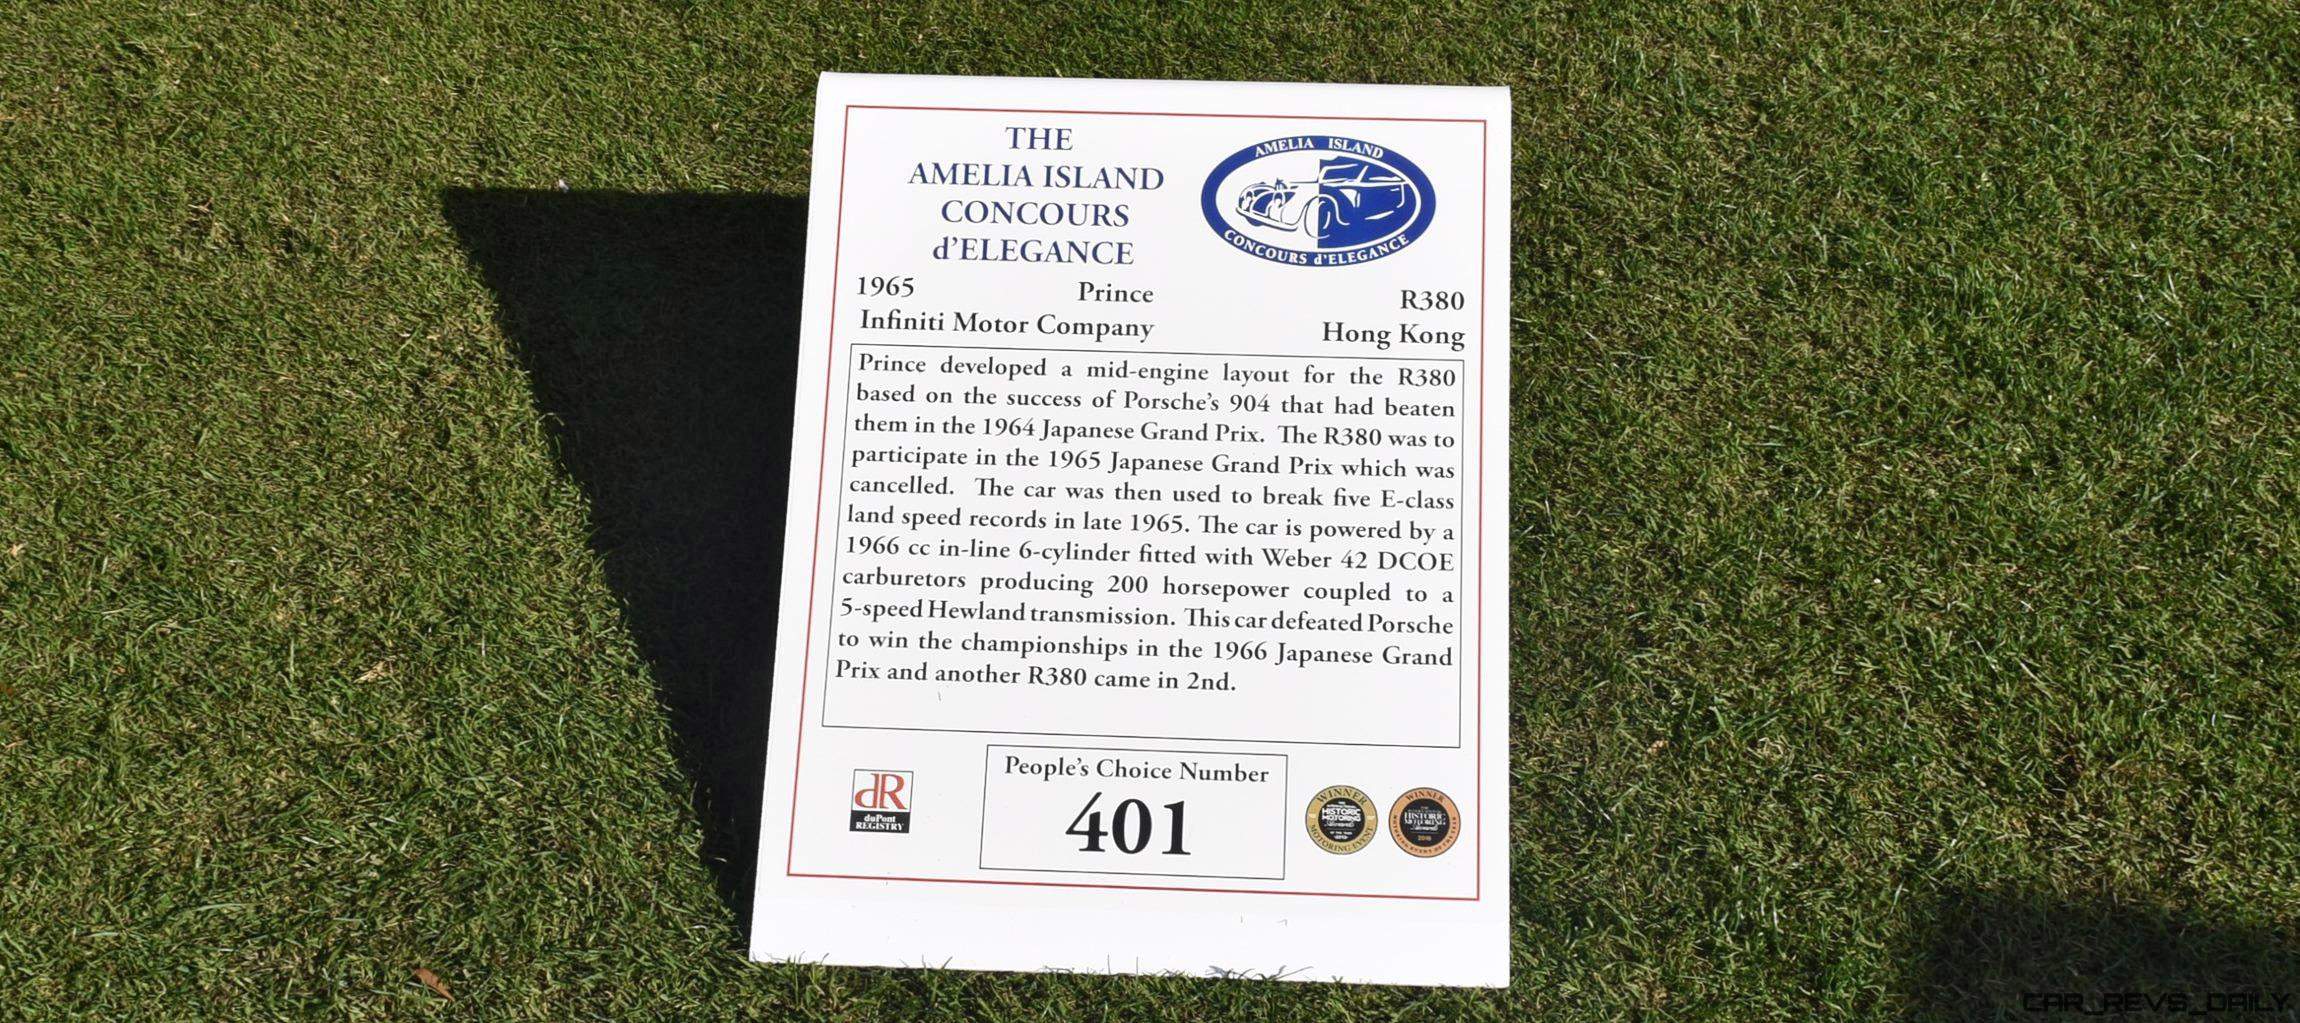 THE
AMELIA ISLAND
CONCOURS
d'ELEGANCE
AMELIA ISLAND
CONCOURS d'ELEGANCE
1965 Prince R380
Infiniti Motor Company Hong Kong
Prince developed a mid-engine layout for the R380
based on the success of Porsche's 904 that had beaten
them in the 1964 Japanese Grand Prix. The R380 was to
participate in the 1965 Japanese Grand Prix which was
cancelled. The car was then used to break five E-class
land speed records in late 1965. The car is powered by a
1966 cc in-line 6-cylinder fitted with Weber 42 DCOE
carburetors producing 200 horsepower coupled to a
5-speed Hewland transmission. This car defeated Porsche
to win the championships in the 1966 Japanese Grand
Prix and another R380 came in 2nd.
dR
duPont
REGISTRY
People's Choice Number
401
WINNER
HISTORIC
MOTORING
MOTORING EVENT
WINNER
HISTORIC
MOTORING
CAR_REVS_DAILY